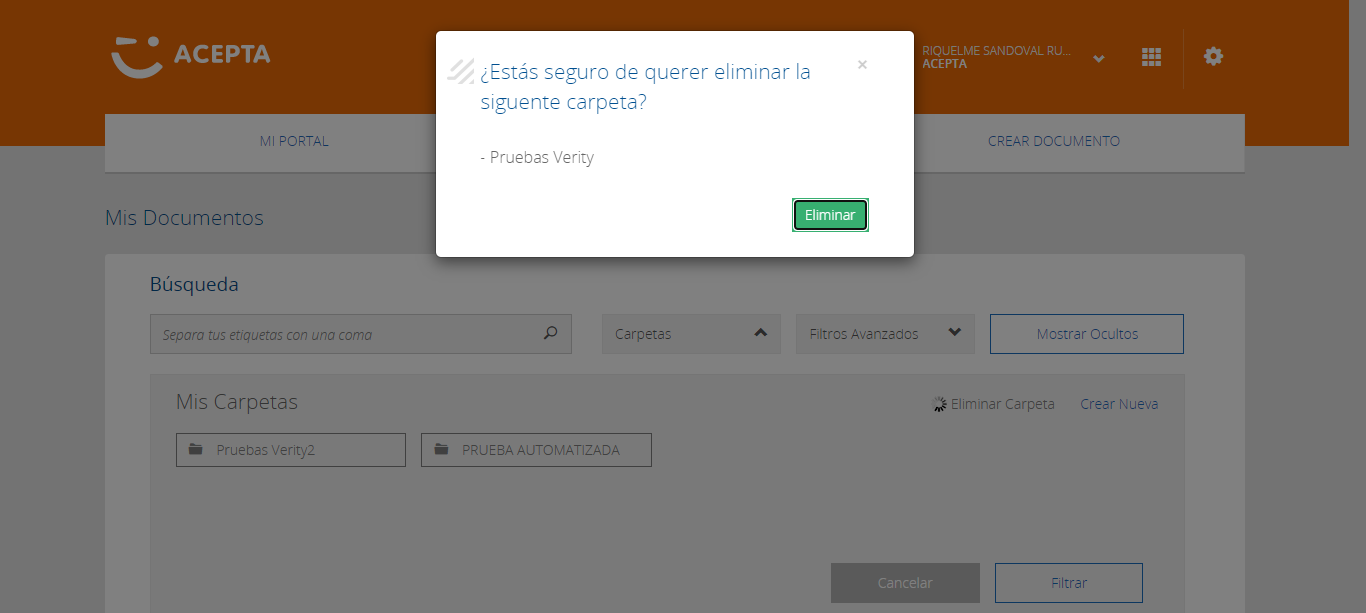 ACEPTA
RIQUELME SANDOVAL RU...
ACEPTA
¿Estás seguro de querer eliminar la
siguente carpeta?
×
- Pruebas Verity
Eliminar
MI PORTAL
CREAR DOCUMENTO
Mis Documentos
Búsqueda
Separa tus etiquetas con una coma
Carpetas
Filtros Avanzados
Mostrar Ocultos
Mis Carpetas
Eliminar Carpeta
Crear Nueva
Pruebas Verity2
PRUEBA AUTOMATIZADA
Cancelar
Filtrar